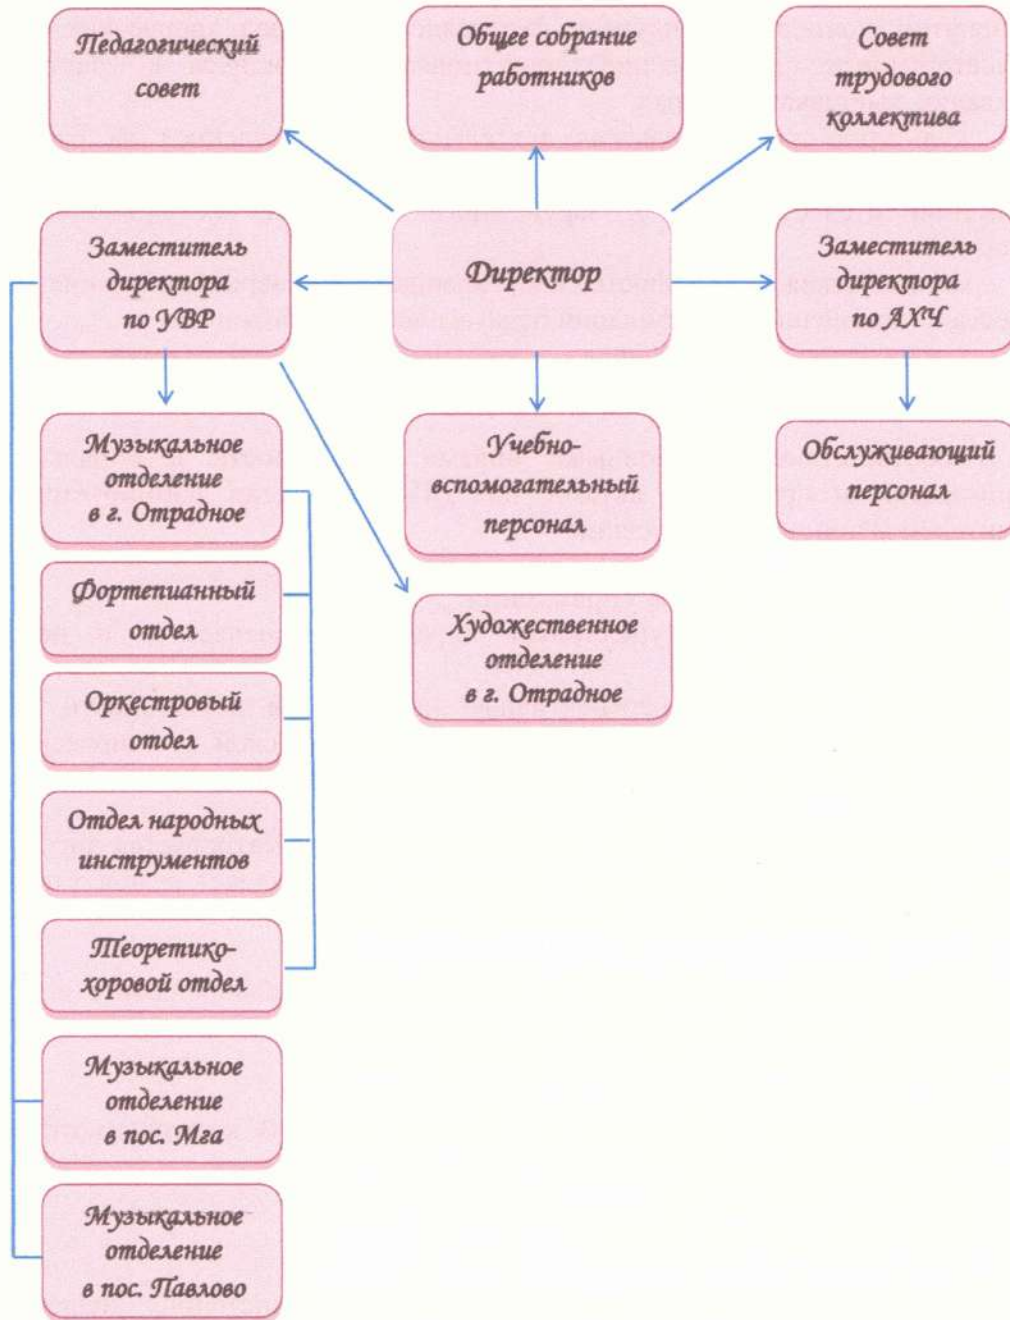 Педагогический
совет
Общее собрание
работников
Совет
трудового
коллектива
Заместитель
директора
по УВР
Директор
Заместитель
директора
по АХЧ
Музыкальное
отделение
в г. Отрадное
Учебно-
вспомогательный
персонал
Обслуживающий
персонал
Фортепианный
отдел
Художественное
отделение
в г. Отрадное
Оркестровый
отдел
Отдел народных
инструментов
Теоретико-
хоровой отдел
Музыкальное
отделение
в пос. Мга
Музыкальное
отделение
в пос. Павлово